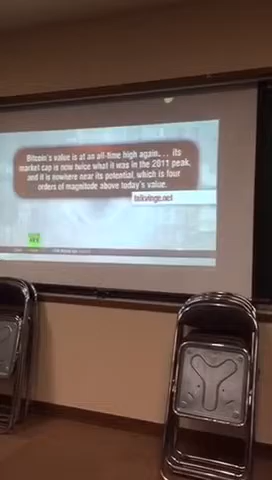 Bitcoin's value is at an all-time high again... its
market cap is now twice what it was in the 2011 peak,
and it is nowhere near its potential, which is four
orders of magnitude above today's value.
falkvinge.net
RT